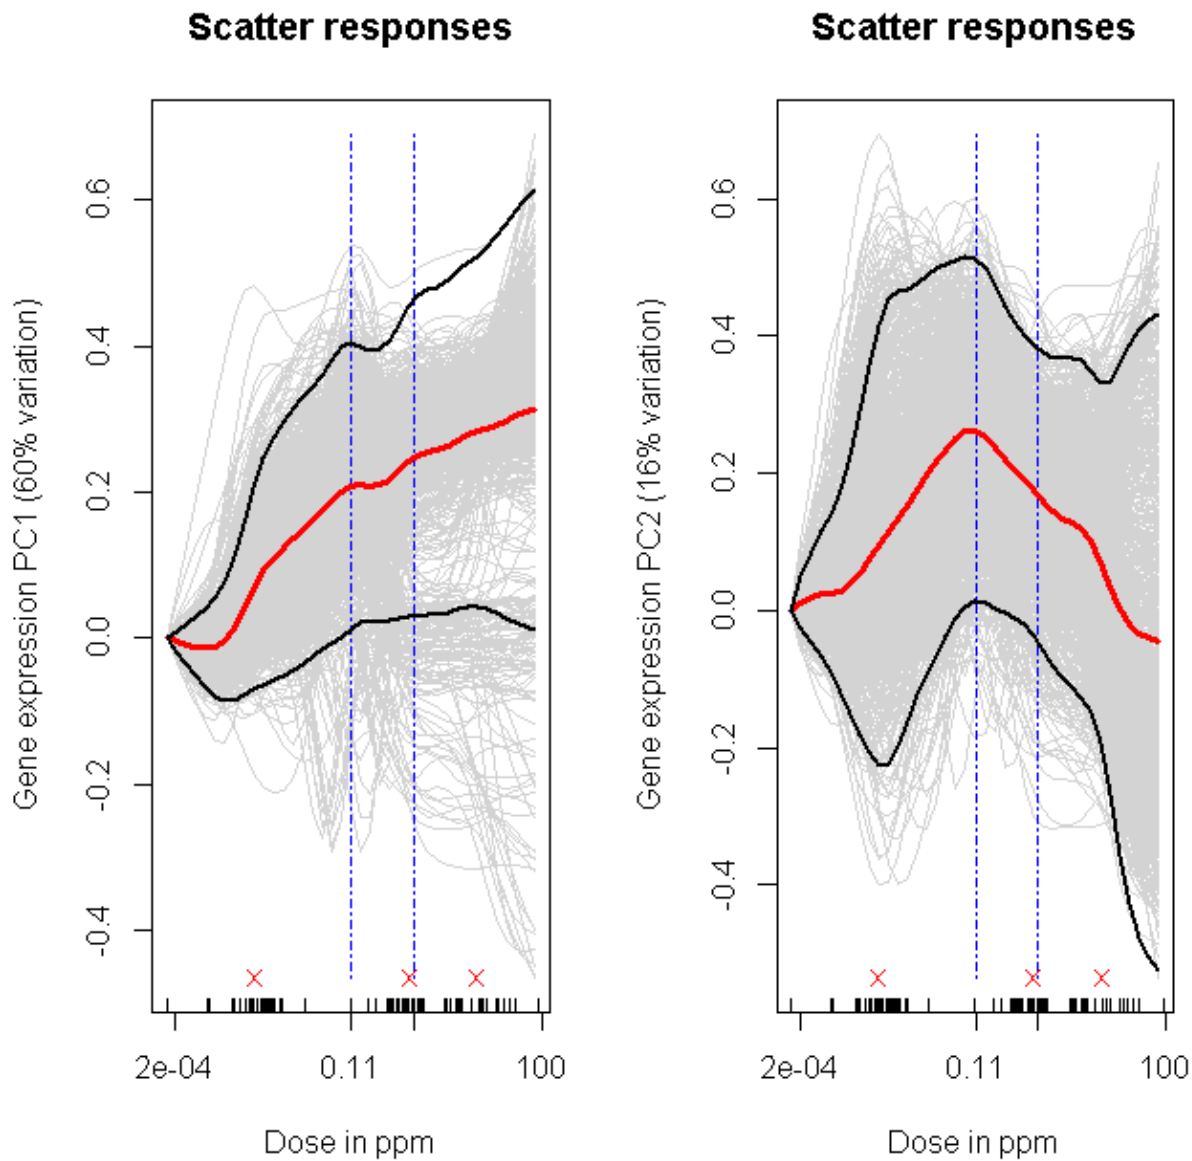 Scatter responses
Gene expression PC1 (60% variation)
0.6
0.4
0.2
0.0
-0.2
-0.4
2e-04 0.11 100
Dose in ppm
Scatter responses
Gene expression PC2 (16% variation)
0.6
0.4
0.2
0.0
-0.2
-0.4
2e-04 0.11 100
Dose in ppm